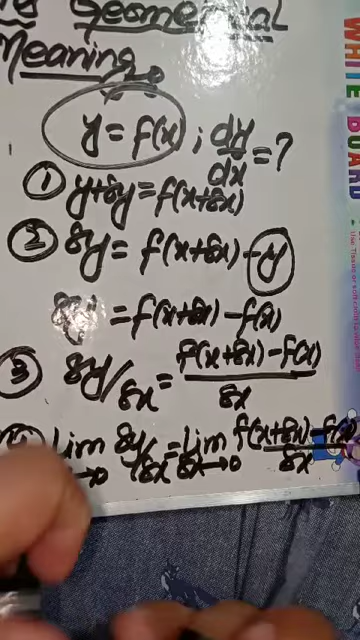 Its Geometrical
Meaning
y = f(x) ; dy/dx = ?
① y+δy = f(x+δx)
② δy = f(x+δx) - y
δy = f(x+δx) - f(x)
③ δy/δx = f(x+δx) - f(x) / δx
lim δy/δx = lim δx→0 f(x+δx) - f(x) / δx
WHITE BOARD